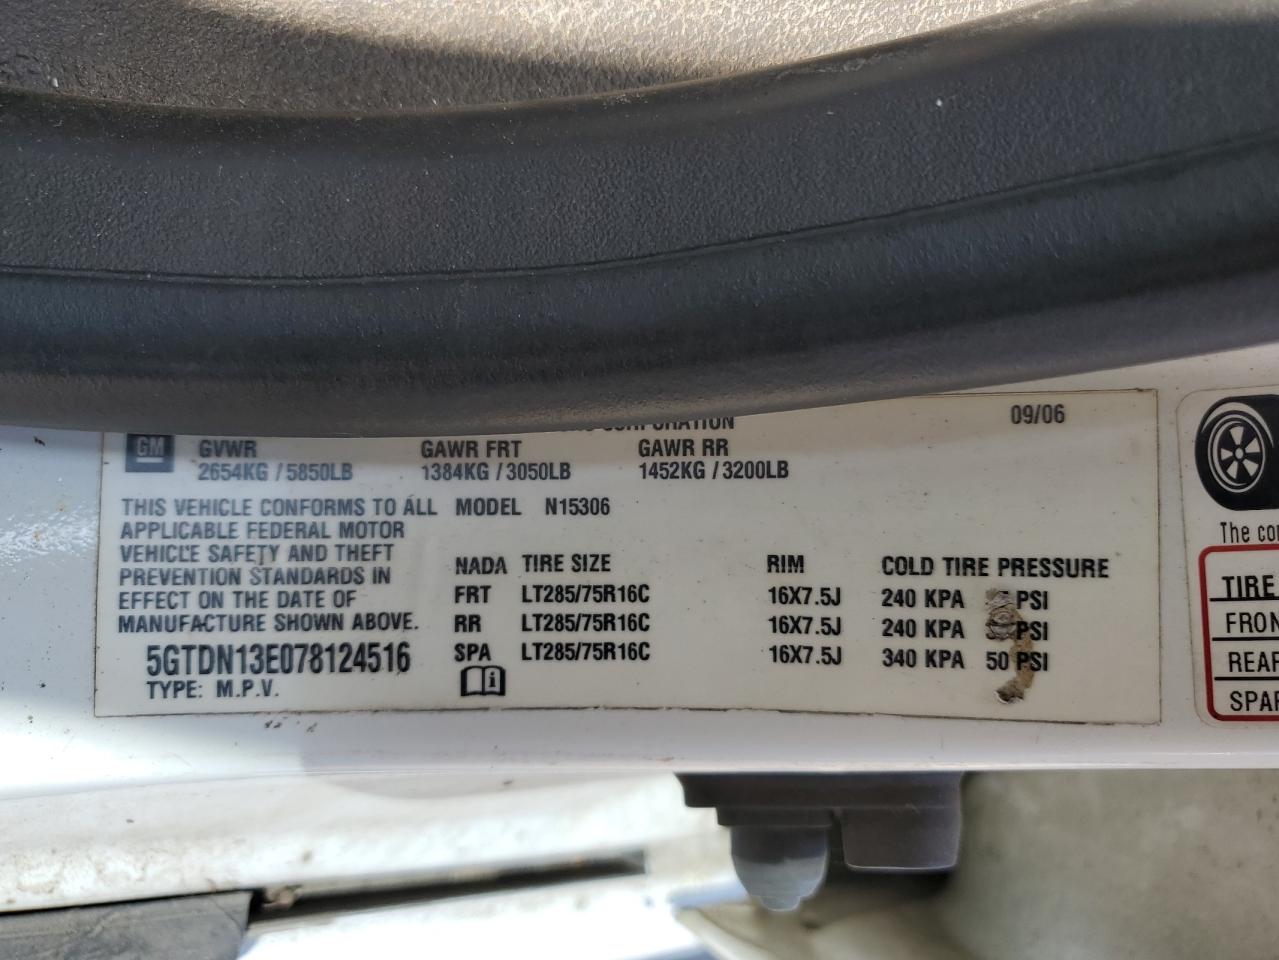 CORPORATION
09/06
GM
GVWR GAWR FRT GAWR RR
2654KG / 5850LB 1384KG / 3050LB 1452KG / 3200LB
THIS VEHICLE CONFORMS TO ALL MODEL N15306
APPLICABLE FEDERAL MOTOR
VEHICLE SAFETY AND THEFT
PREVENTION STANDARDS IN
EFFECT ON THE DATE OF
MANUFACTURE SHOWN ABOVE.
5GTDN13E078124516
TYPE: M.P.V.
NADA TIRE SIZE RIM COLD TIRE PRESSURE
FRT LT285/75R16C 16X7.5J 240 KPA PSI
RR LT285/75R16C 16X7.5J 240 KPA PSI
SPA LT285/75R16C 16X7.5J 340 KPA 50 PSI
The
TIRE
REAR